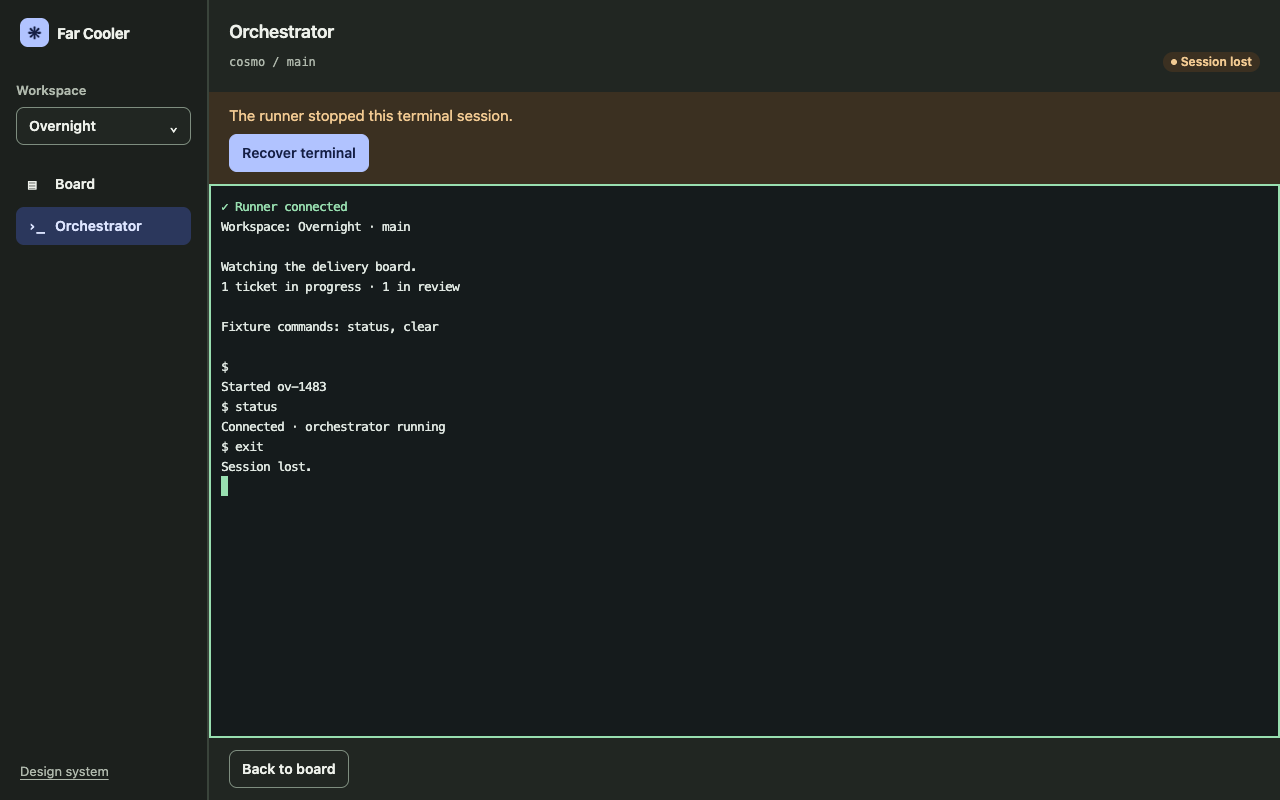 Far Cooler
Workspace
Overnight
Board
Orchestrator
Design system
Orchestrator
cosmo / main
Session lost
The runner stopped this terminal session.
Recover terminal
✓ Runner connected
Workspace: Overnight · main
Watching the delivery board.
1 ticket in progress · 1 in review
Fixture commands: status, clear
$
Started ov-1483
$ status
Connected · orchestrator running
$ exit
Session lost.
Back to board